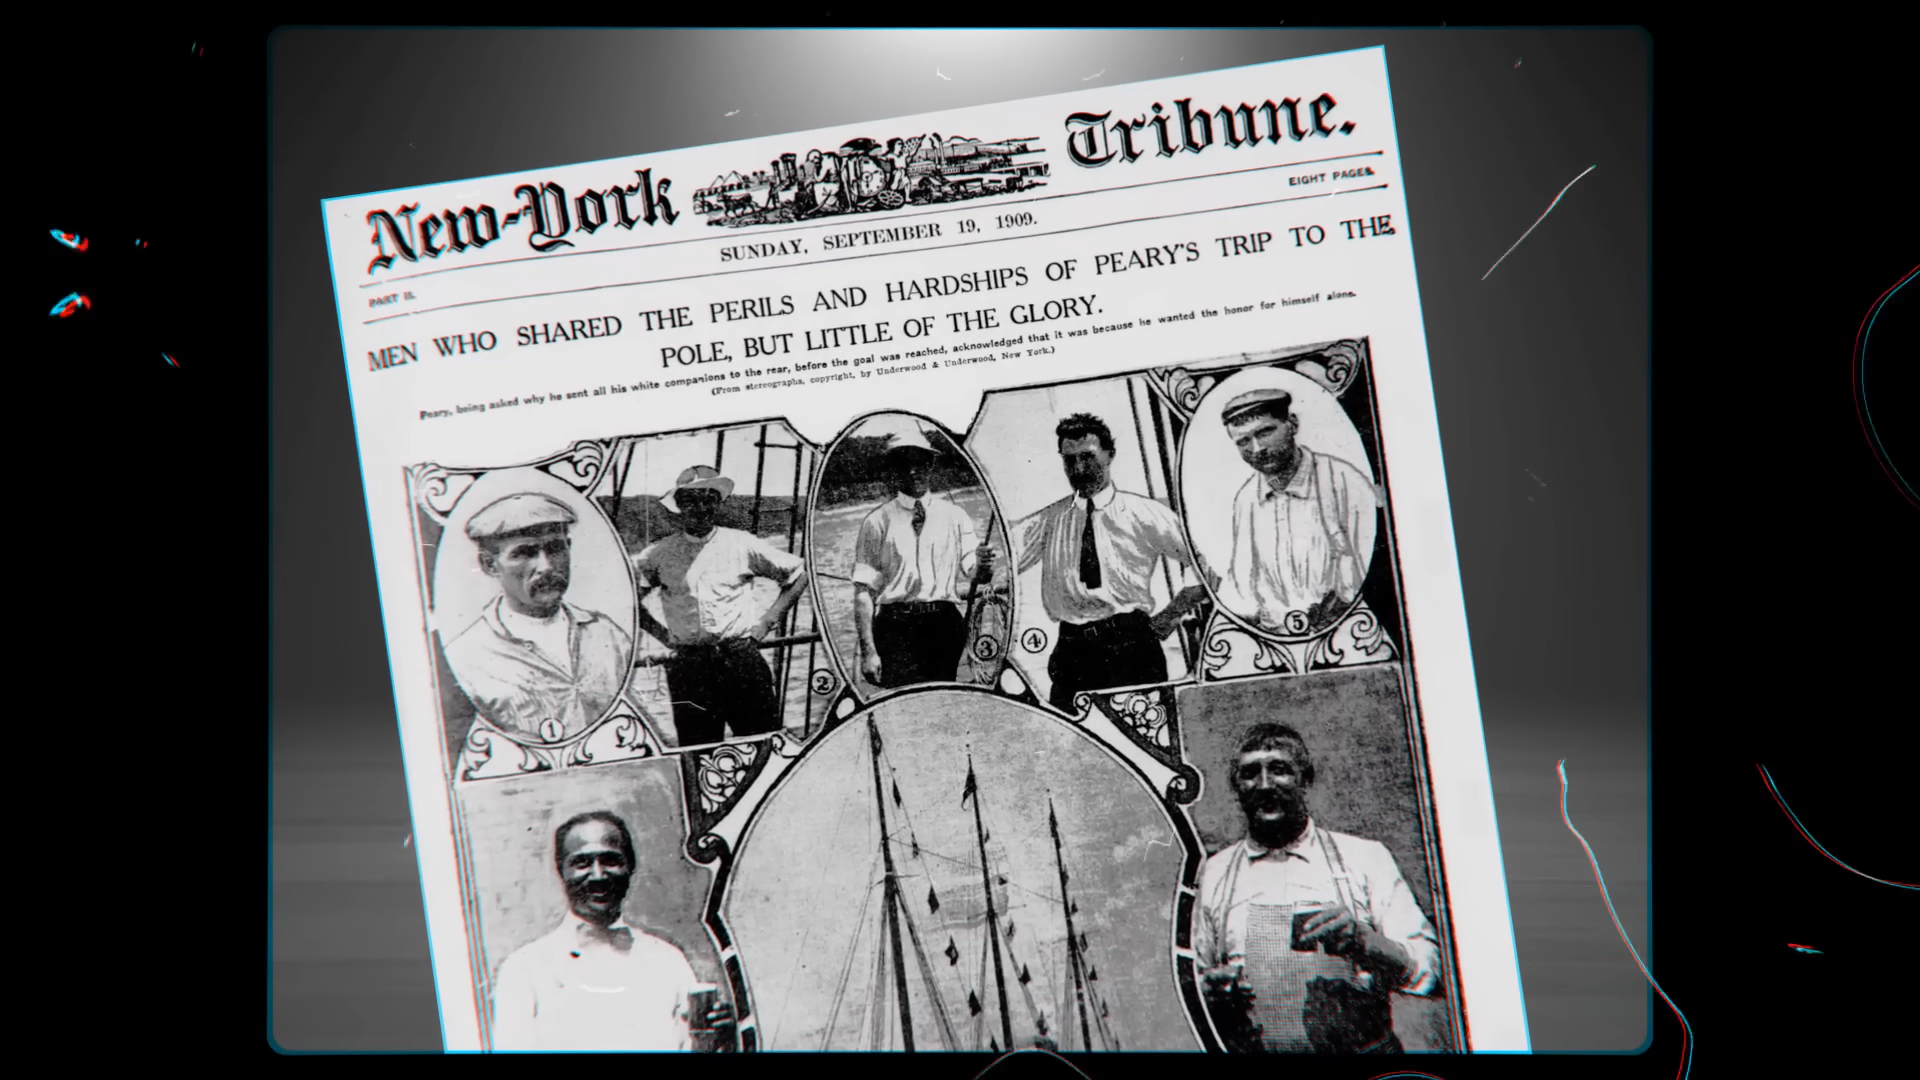 New-York Tribune.
SUNDAY, SEPTEMBER 19, 1909.
PART II.
EIGHT PAGES.
MEN WHO SHARED THE PERILS AND HARDSHIPS OF PEARY'S TRIP TO THE
POLE, BUT LITTLE OF THE GLORY.
Peary, being asked why he sent all his white companions to the rear, before the goal was reached, acknowledged that it was because he wanted the honor for himself alone.
(From stereographs, copyright, by Underwood & Underwood, New York.)
1
2
3
4
5